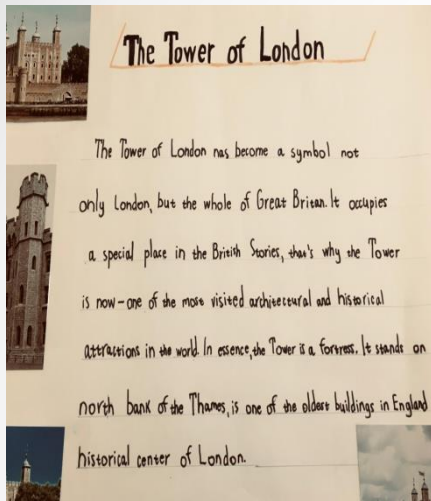 The Tower of London
The Tower of London has become a symbol not
only London, but the whole of Great Britan. It occupies
a special place in the British Stories, that's why the Tower
is now - one of the most visited architectural and historical
attractions in the world. In essence, the Tower is a fortress. It stands on
north bank of the Thames, is one of the oldest buildings in England
historical center of London.